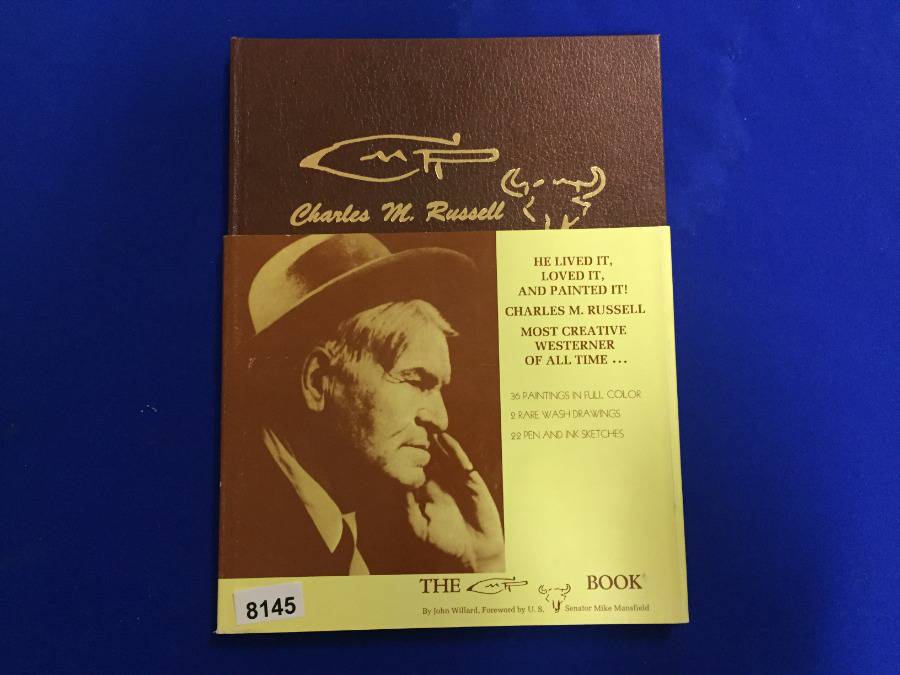 CMR
Charles M. Russell
HE LIVED IT,
LOVED IT,
AND PAINTED IT!
CHARLES M. RUSSELL
MOST CREATIVE
WESTERNER
OF ALL TIME ...
36 PAINTINGS IN FULL COLOR
2 RARE WASH DRAWINGS
22 PEN AND INK SKETCHES
THE CMR BOOK
By John Willard, Foreword by U. S. Senator Mike Mansfield
8145